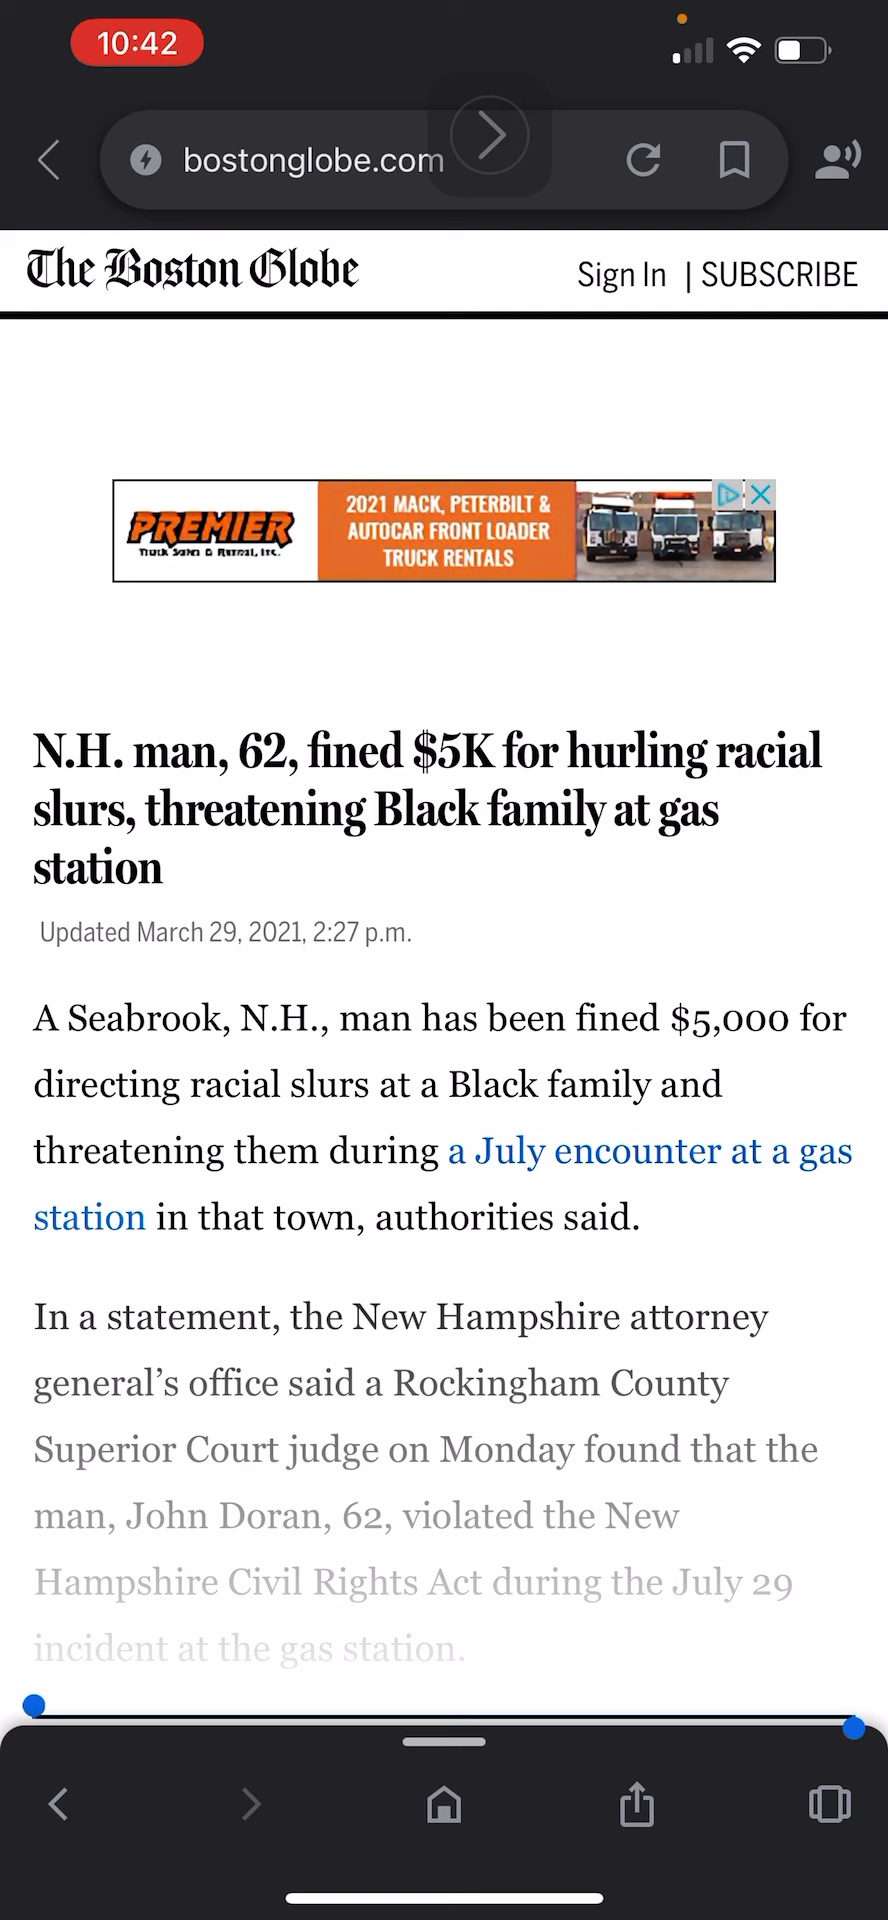 10:42
bostonglobe.com
The Boston Globe
Sign In | SUBSCRIBE
PREMIER
Truck Sales & Rental, Inc.
2021 MACK, PETERBILT &
AUTOCAR FRONT LOADER
TRUCK RENTALS
N.H. man, 62, fined $5K for hurling racial
slurs, threatening Black family at gas
station
Updated March 29, 2021, 2:27 p.m.
A Seabrook, N.H., man has been fined $5,000 for
directing racial slurs at a Black family and
threatening them during a July encounter at a gas
station in that town, authorities said.
In a statement, the New Hampshire attorney
general’s office said a Rockingham County
Superior Court judge on Monday found that the
man, John Doran, 62, violated the New
Hampshire Civil Rights Act during the July 29
incident at the gas station.